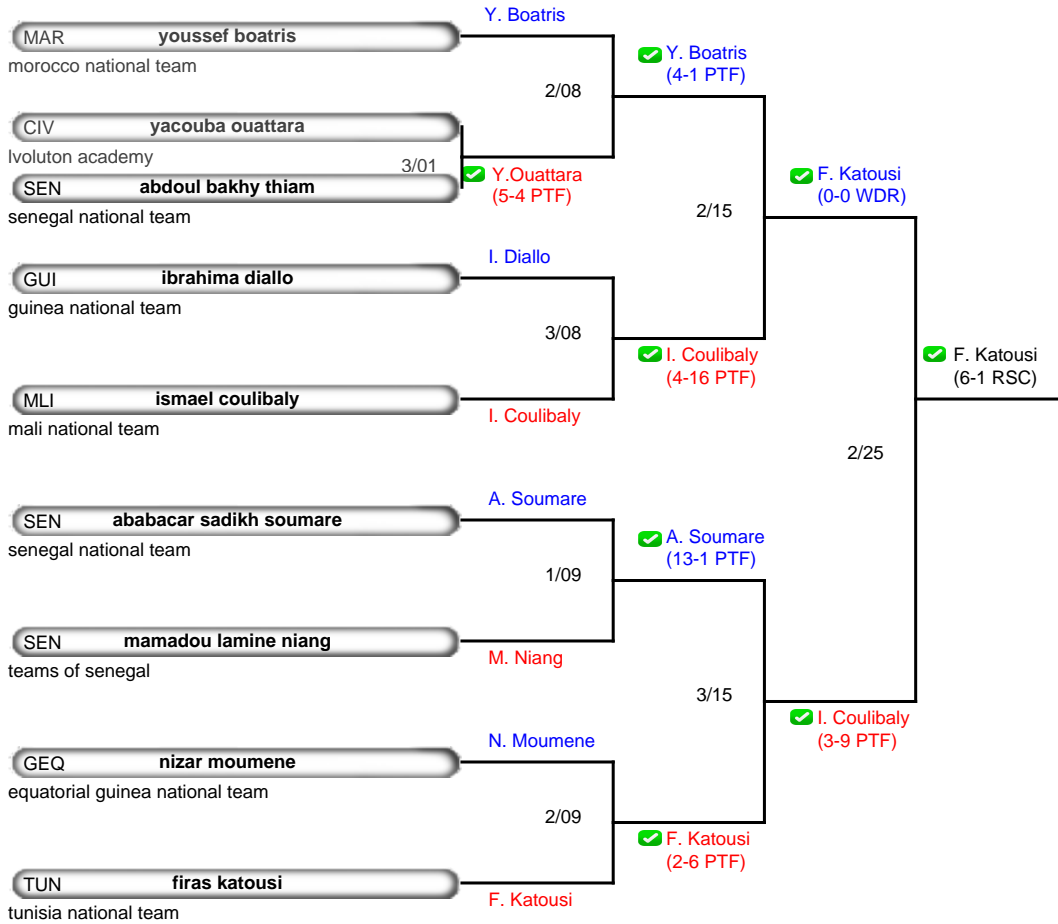 MAR youssef boatris
morocco national team
CIV yacouba ouattara
lvoluton academy
SEN abdoul bakhy thiam
senegal national team
GUI ibrahima diallo
guinea national team
MLI ismael coulibaly
mali national team
SEN ababacar sadikh soumare
senegal national team
SEN mamadou lamine niang
teams of senegal
GEQ nizar moumene
equatorial guinea national team
TUN firas katousi
tunisia national team
3/01
Y. Boatris
Y.Ouattara
(5-4 PTF)
I. Diallo
I. Coulibaly
A. Soumare
M. Niang
N. Moumene
F. Katousi
2/08
3/08
1/09
2/09
Y. Boatris
(4-1 PTF)
I. Coulibaly
(4-16 PTF)
A. Soumare
(13-1 PTF)
F. Katousi
(2-6 PTF)
2/15
3/15
F. Katousi
(0-0 WDR)
I. Coulibaly
(3-9 PTF)
2/25
F. Katousi
(6-1 RSC)